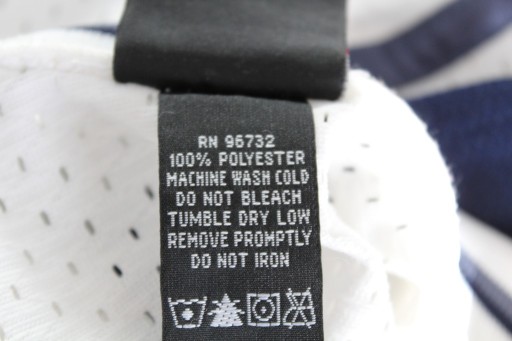 RN 96732
100% POLYESTER
MACHINE WASH COLD
DO NOT BLEACH
TUMBLE DRY LOW
REMOVE PROMPTLY
DO NOT IRON